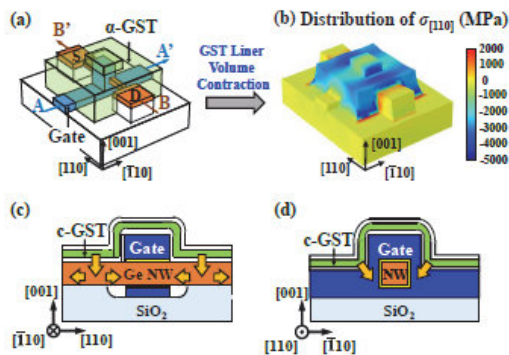 (a)
α-GST
B'
S
A'
A
D
B
Gate
[001]
[110]
[1̄10]
GST Liner
Volume
Contraction
(b) Distribution of σ[110] (MPa)
2000
1000
0
-1000
-2000
-3000
-4000
-5000
[001]
[110]
[1̄10]
(c)
c-GST
Gate
Ge NW
SiO₂
[001]
[1̄10]
[110]
(d)
c-GST
Gate
NW
SiO₂
[001]
[110]
[1̄10]